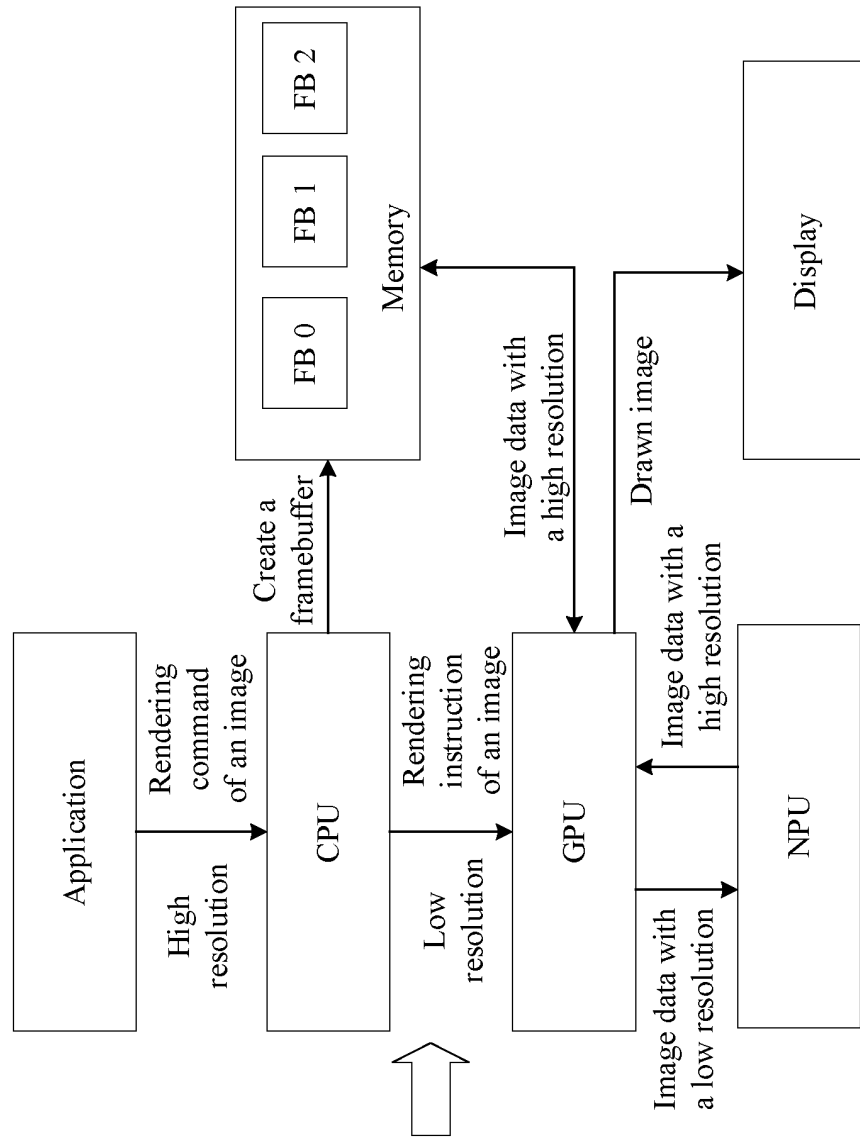 Application
High
resolution
Rendering
command
of an image
CPU
Create a
framebuffer
FB 0
FB 1
FB 2
Memory
Low
resolution
Rendering
instruction
of an image
Image data with
a high resolution
GPU
Drawn image
Image data with
a low resolution
Image data with a
high resolution
NPU
Display